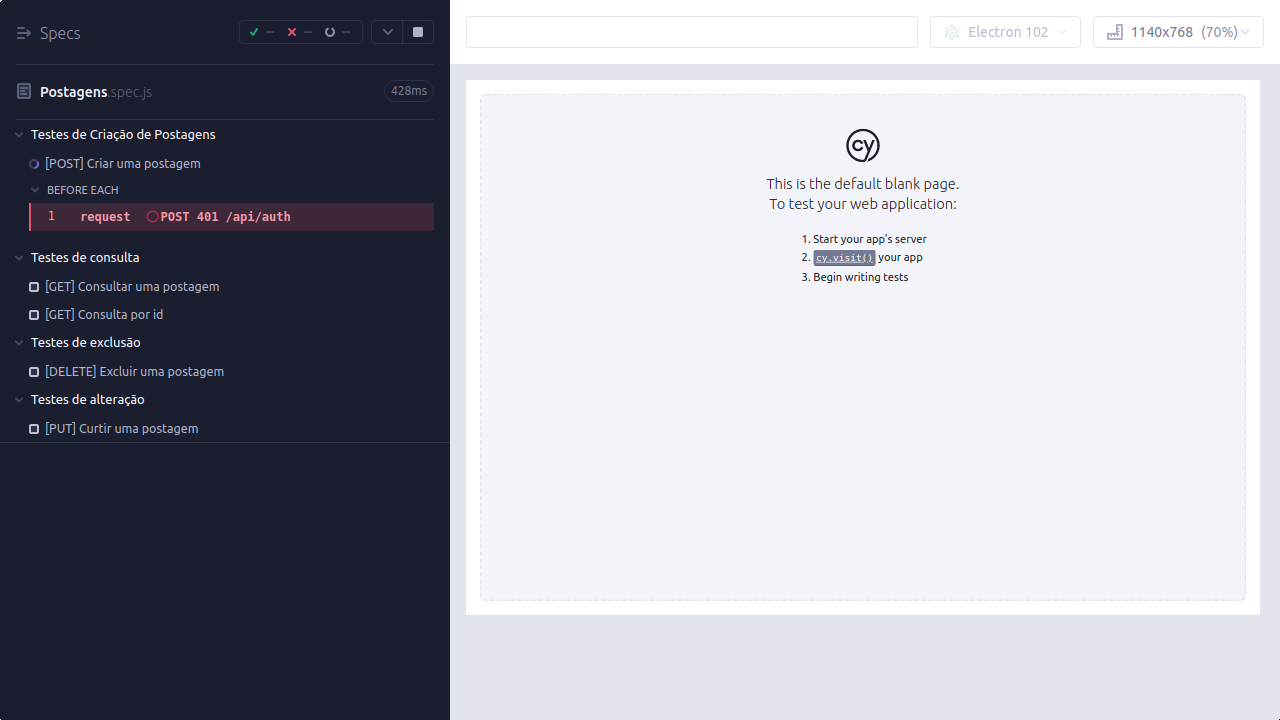 Specs
-- -- --
Postagens.spec.js 428ms
Testes de Criação de Postagens
[POST] Criar uma postagem
BEFORE EACH
1 request POST 401 /api/auth
Testes de consulta
[GET] Consultar uma postagem
[GET] Consulta por id
Testes de exclusão
[DELETE] Excluir uma postagem
Testes de alteração
[PUT] Curtir uma postagem
Electron 102
1140x768 (70%)
cy
This is the default blank page.
To test your web application:
1. Start your app's server
2. cy.visit() your app
3. Begin writing tests